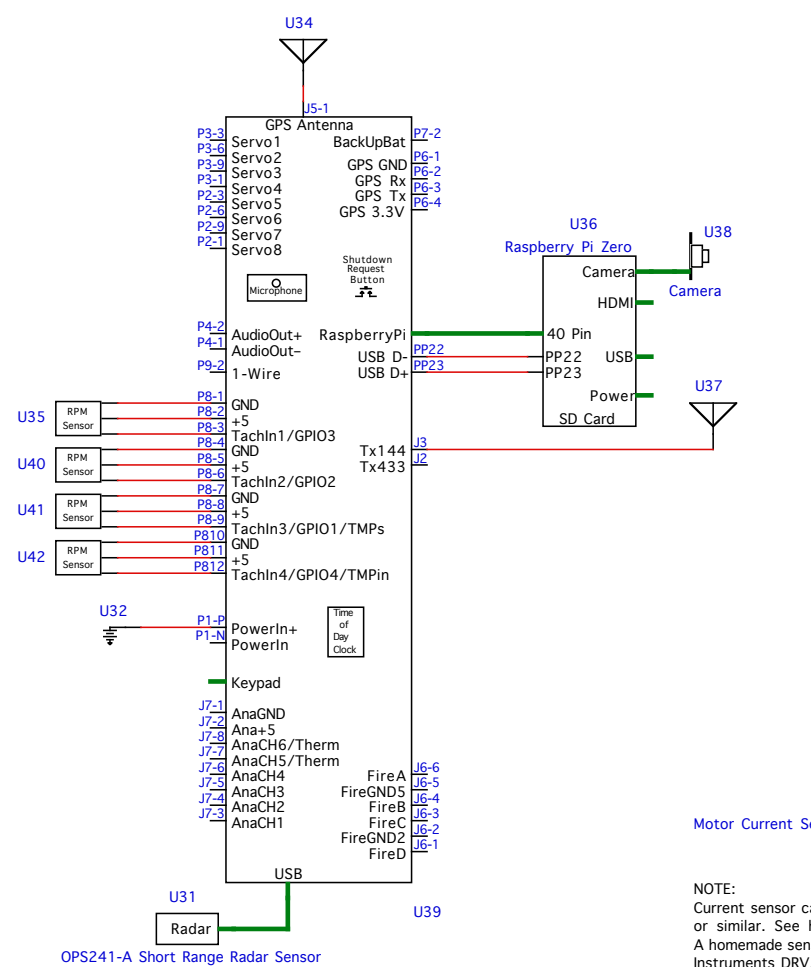 U34
J5-1
GPS Antenna
P3-3 Servo1
P3-6 Servo2
P3-9 Servo3
P3-1 Servo4
P2-3 Servo5
P2-6 Servo6
P2-9 Servo7
P2-1 Servo8
BackUpBat P7-2
GPS GND P6-1
GPS Rx P6-2
GPS Tx P6-3
GPS 3.3V P6-4
Shutdown
Request
Button
Microphone
P4-2 AudioOut+
P4-1 AudioOut−
P9-2 1-Wire
RaspberryPi
USB D- PP22
USB D+ PP23
U36
Raspberry Pi Zero
Camera
HDMI
40 Pin
PP22 USB
PP23
Power
SD Card
U38
Camera
U37
U35
RPM
Sensor
P8-1 GND
P8-2 +5
P8-3 TachIn1/GPIO3
U40
RPM
Sensor
P8-4 GND
P8-5 +5
P8-6 TachIn2/GPIO2
U41
RPM
Sensor
P8-7 GND
P8-8 +5
P8-9 TachIn3/GPIO1/TMPs
U42
RPM
Sensor
P810 GND
P811 +5
P812 TachIn4/GPIO4/TMPin
Tx144 J3
Tx433 J2
U32
P1-P PowerIn+
P1-N PowerIn
Time
of
Day
Clock
Keypad
J7-1 AnaGND
J7-2 Ana+5
J7-8 AnaCH6/Therm
J7-7 AnaCH5/Therm
J7-6 AnaCH4
J7-5 AnaCH3
J7-4 AnaCH2
J7-3 AnaCH1
FireA J6-6
FireGND5 J6-5
FireB J6-4
FireC J6-3
FireGND2 J6-2
FireD J6-1
USB
U39
U31
Radar
OPS241-A Short Range Radar Sensor
Motor Current
NOTE:
Current sensor
or similar. See
A homemade
Instruments DRV